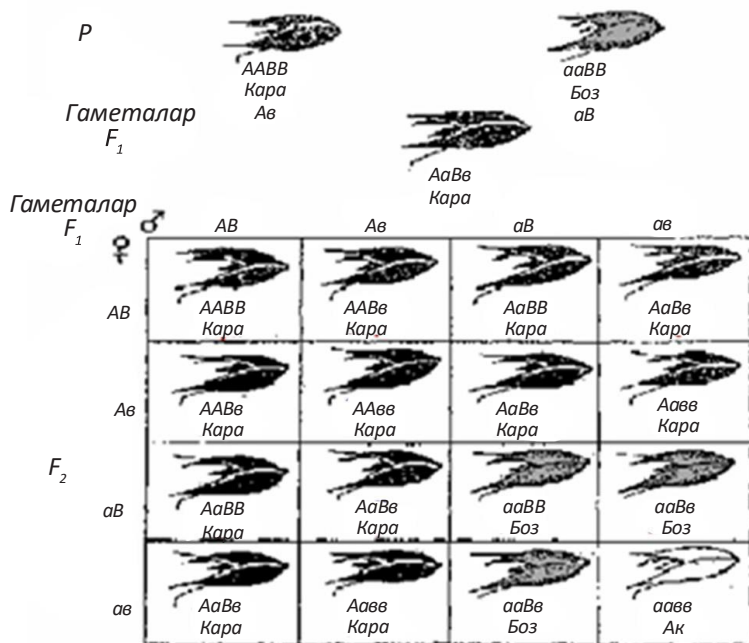 P
ААВВ
Кара
Ав
ааВВ
Боз
аВ
Гаметалар
F₁
АаВв
Кара
Гаметалар
F₁
♀ ♂ АВ Ав аВ ав
АВ
ААВВ ААВв АаВВ АаВв
Кара Кара Кара Кара
Ав
ААВв ААвв АаВв Аавв
Кара Кара Кара Кара
F₂
аВ
АаВВ АаВв ааВВ ааВв
Кара Кара Боз Боз
ав
АаВв Аавв ааВв аавв
Кара Кара Боз Ак